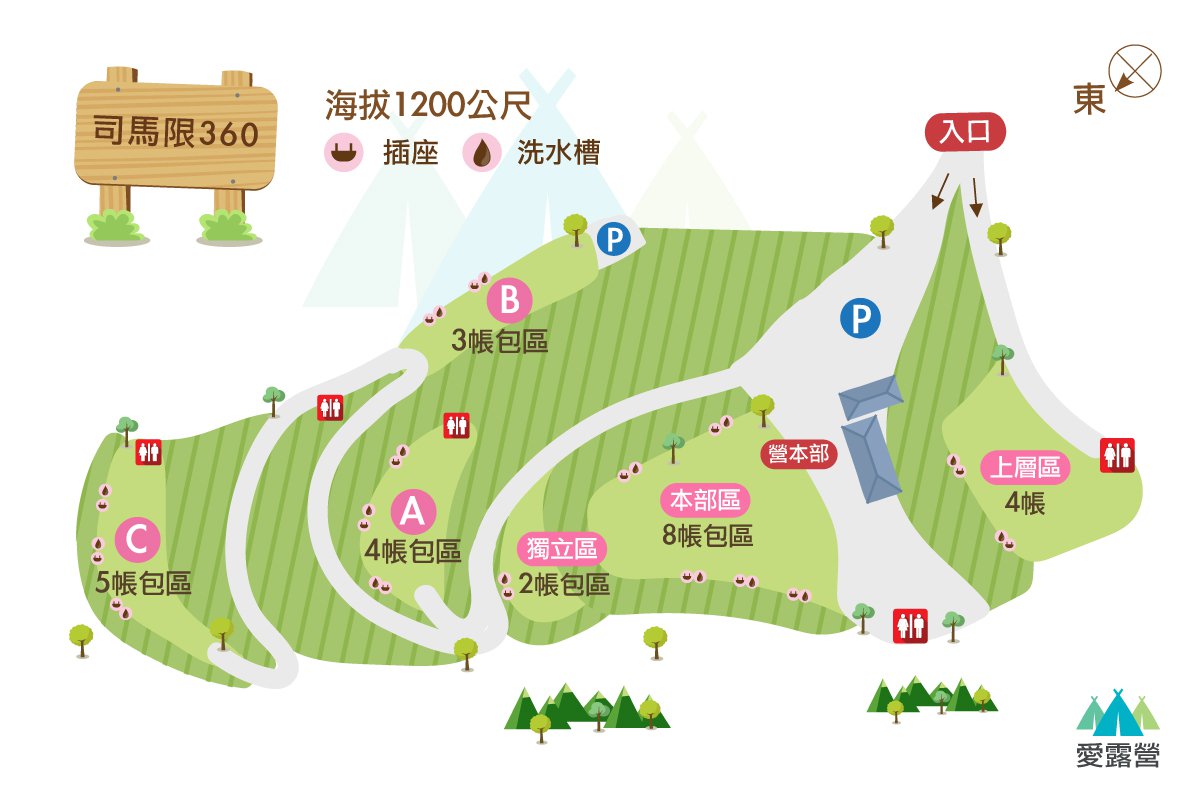 司馬限360
海拔1200公尺
插座 洗水槽
東
入口
P
B
3帳包區
P
營本部
上層區
4帳
本部區
8帳包區
A
4帳包區
獨立區
2帳包區
C
5帳包區
愛露營